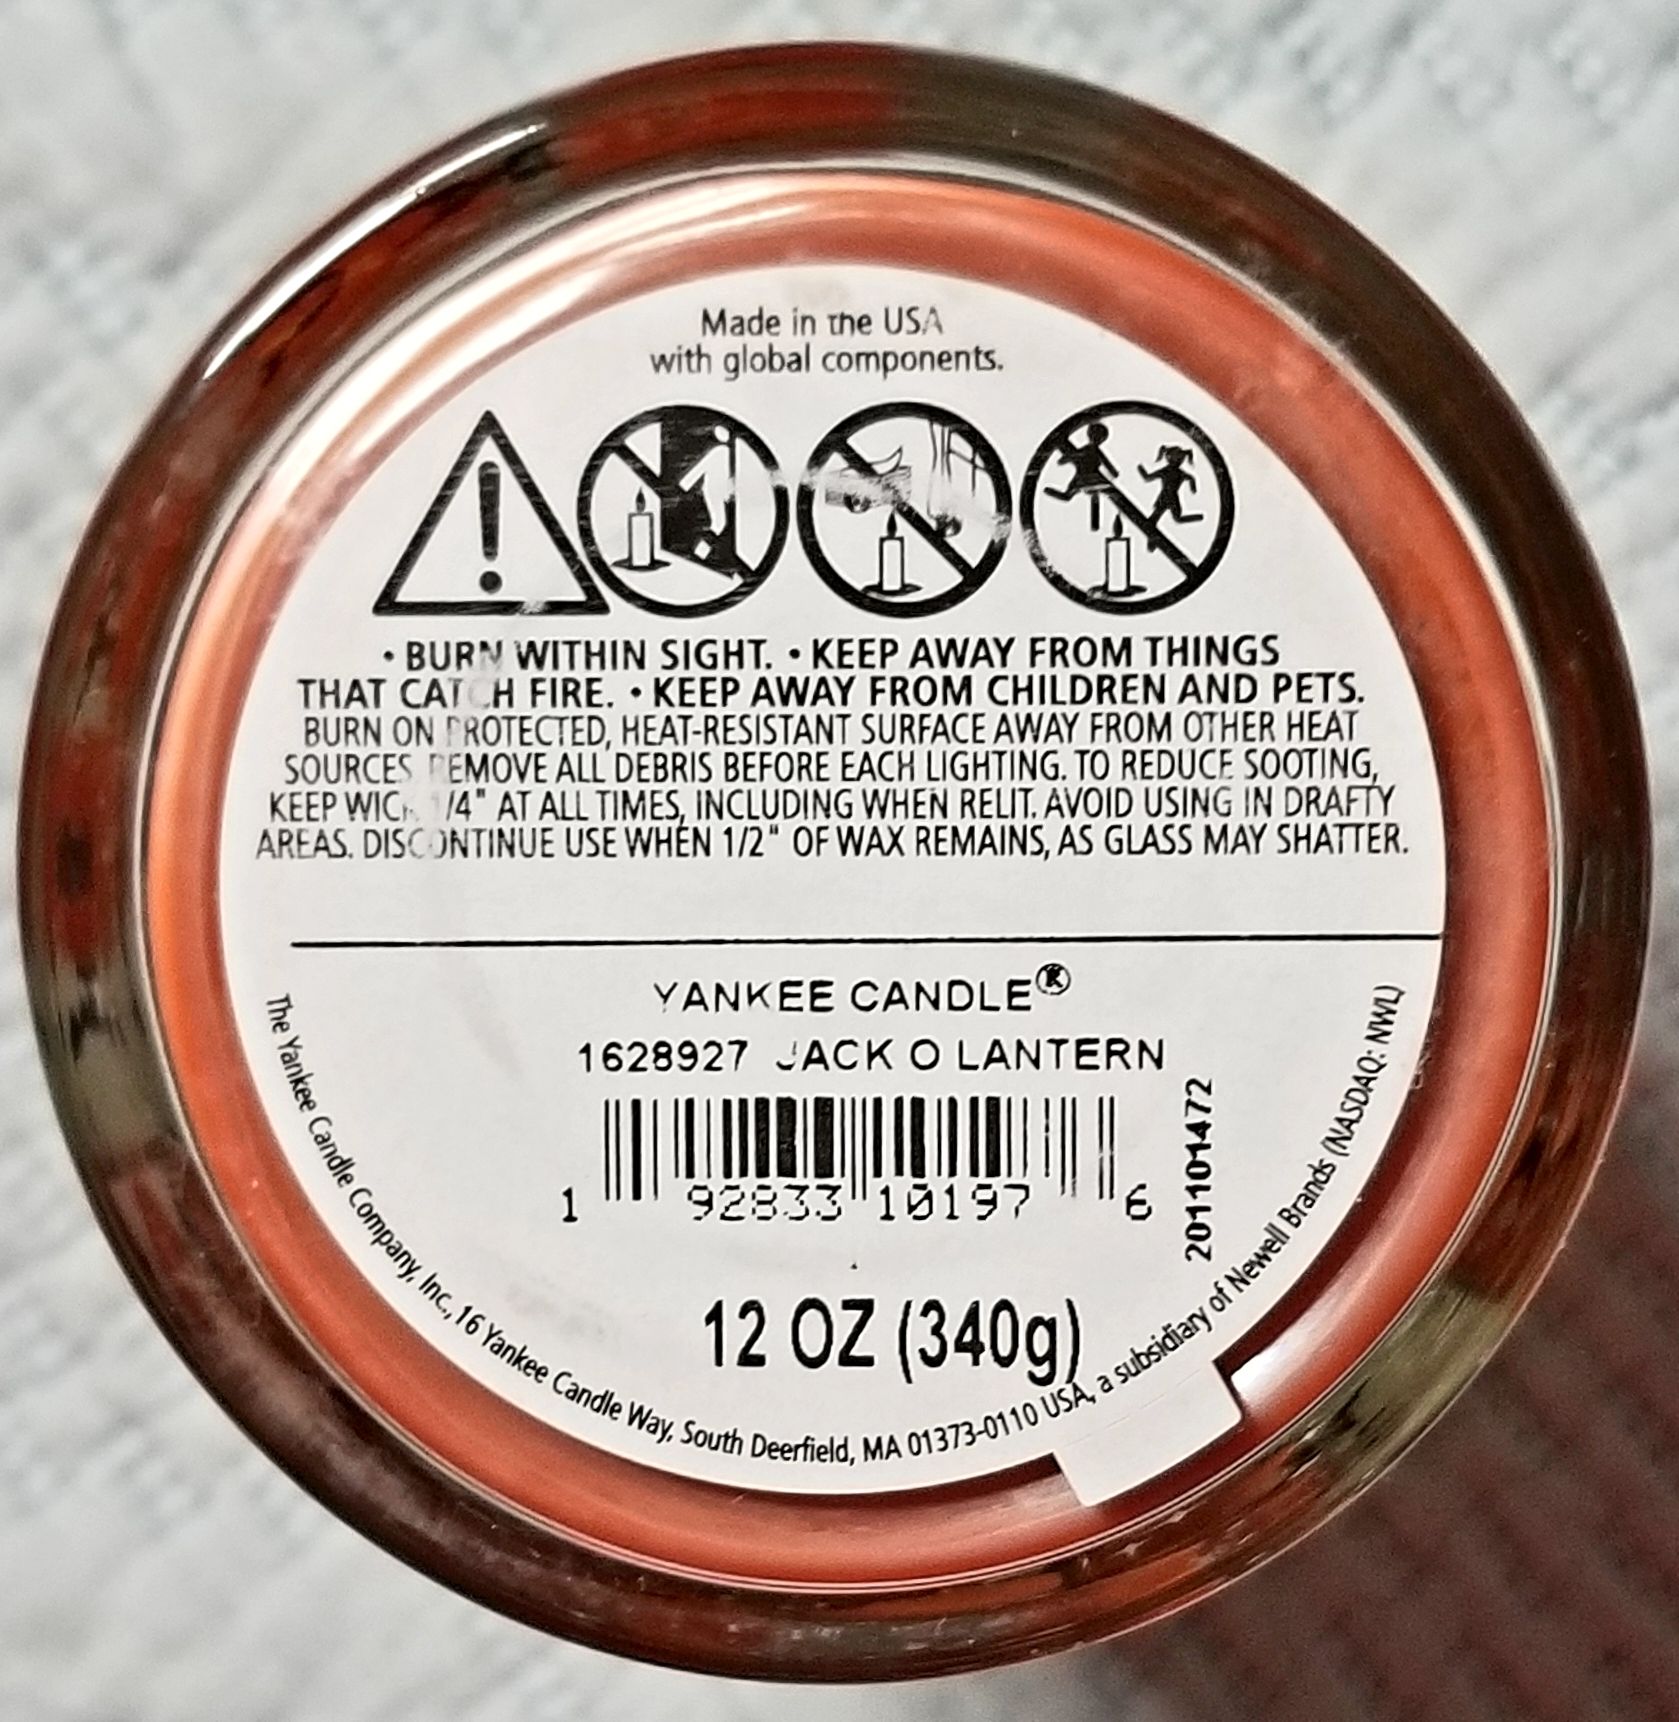 Made in the USA
with global components.
• BURN WITHIN SIGHT. • KEEP AWAY FROM THINGS
THAT CATCH FIRE. • KEEP AWAY FROM CHILDREN AND PETS.
BURN ON PROTECTED, HEAT-RESISTANT SURFACE AWAY FROM OTHER HEAT
SOURCES REMOVE ALL DEBRIS BEFORE EACH LIGHTING. TO REDUCE SOOTING,
KEEP WICK 1/4" AT ALL TIMES, INCLUDING WHEN RELIT. AVOID USING IN DRAFTY
AREAS. DISCONTINUE USE WHEN 1/2" OF WAX REMAINS, AS GLASS MAY SHATTER.
YANKEE CANDLE®
1628927 JACK O LANTERN
1 92833 10197 6
201101472
12 OZ (340g)
The Yankee Candle Company, Inc., 16 Yankee Candle Way, South Deerfield, MA 01373-0110 USA, a subsidiary of Newell Brands (NASDAQ: NWL)